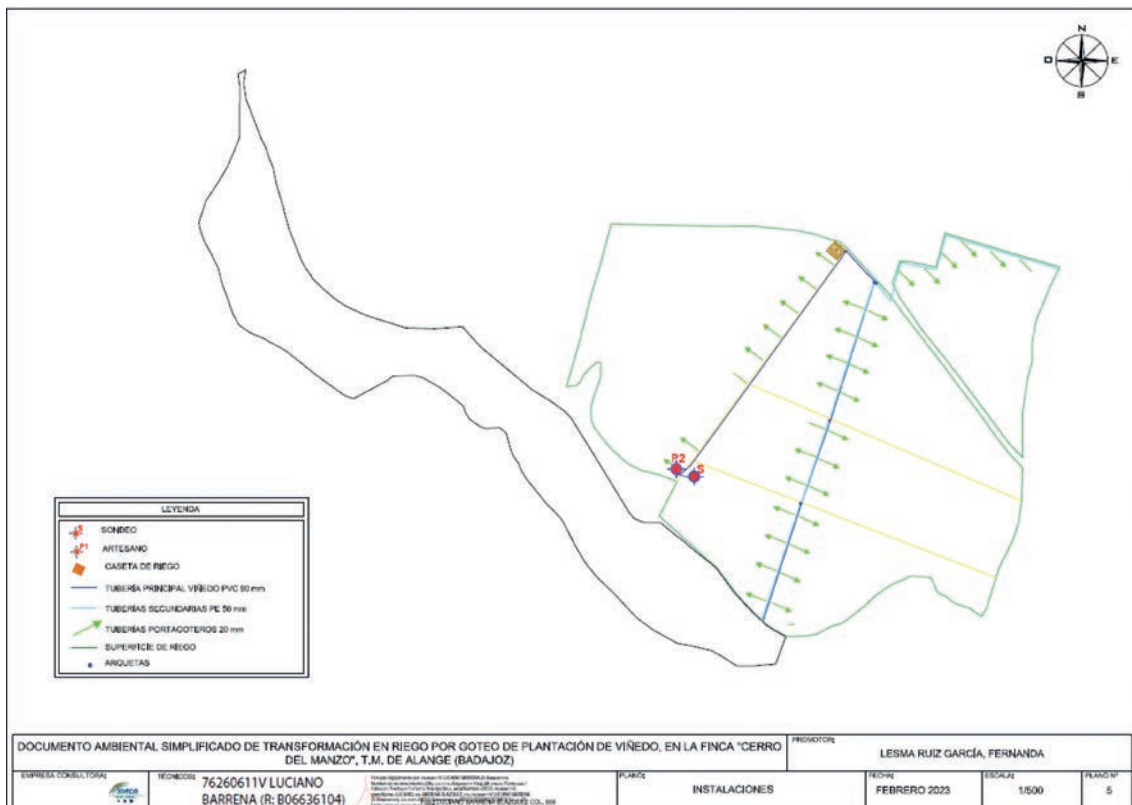 N
O
E
S
P2
S
LEYENDA
S
SONDEO
P1
ARTESANO
CASETA DE RIEGO
TUBERÍA PRINCIPAL VIÑEDO PVC 90 mm
TUBERÍAS SECUNDARIAS PE 50 mm
TUBERÍAS PORTAGOTEROS 20 mm
SUPERFICIE DE RIEGO
ARQUETAS
DOCUMENTO AMBIENTAL SIMPLIFICADO DE TRANSFORMACIÓN EN RIEGO POR GOTEO DE PLANTACIÓN DE VIÑEDO, EN LA FINCA "CERRO
DEL MANZO", T.M. DE ALANGE (BADAJOZ)
PROMOTOR:
LESMA RUIZ GARCÍA, FERNANDA
EMPRESA CONSULTORA:
TÉCNICOS:
76260611V LUCIANO
BARRENA (R: B06636104)
PLANO:
INSTALACIONES
FECHA:
FEBRERO 2023
ESCALA:
1/500
PLANO Nº
5